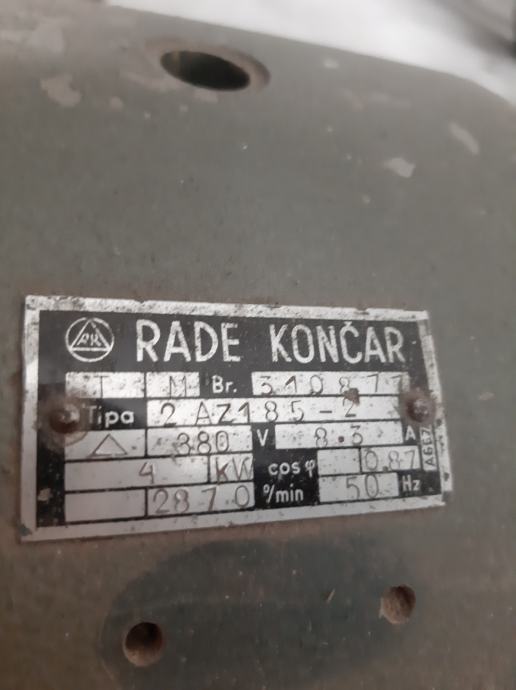 RADE KONČAR
T M Br. 310877
Tipa 2 AZ185-2
△ 380 V 8.3 A
4 kW cos φ 0.87
2870 °/min 50 Hz
A667